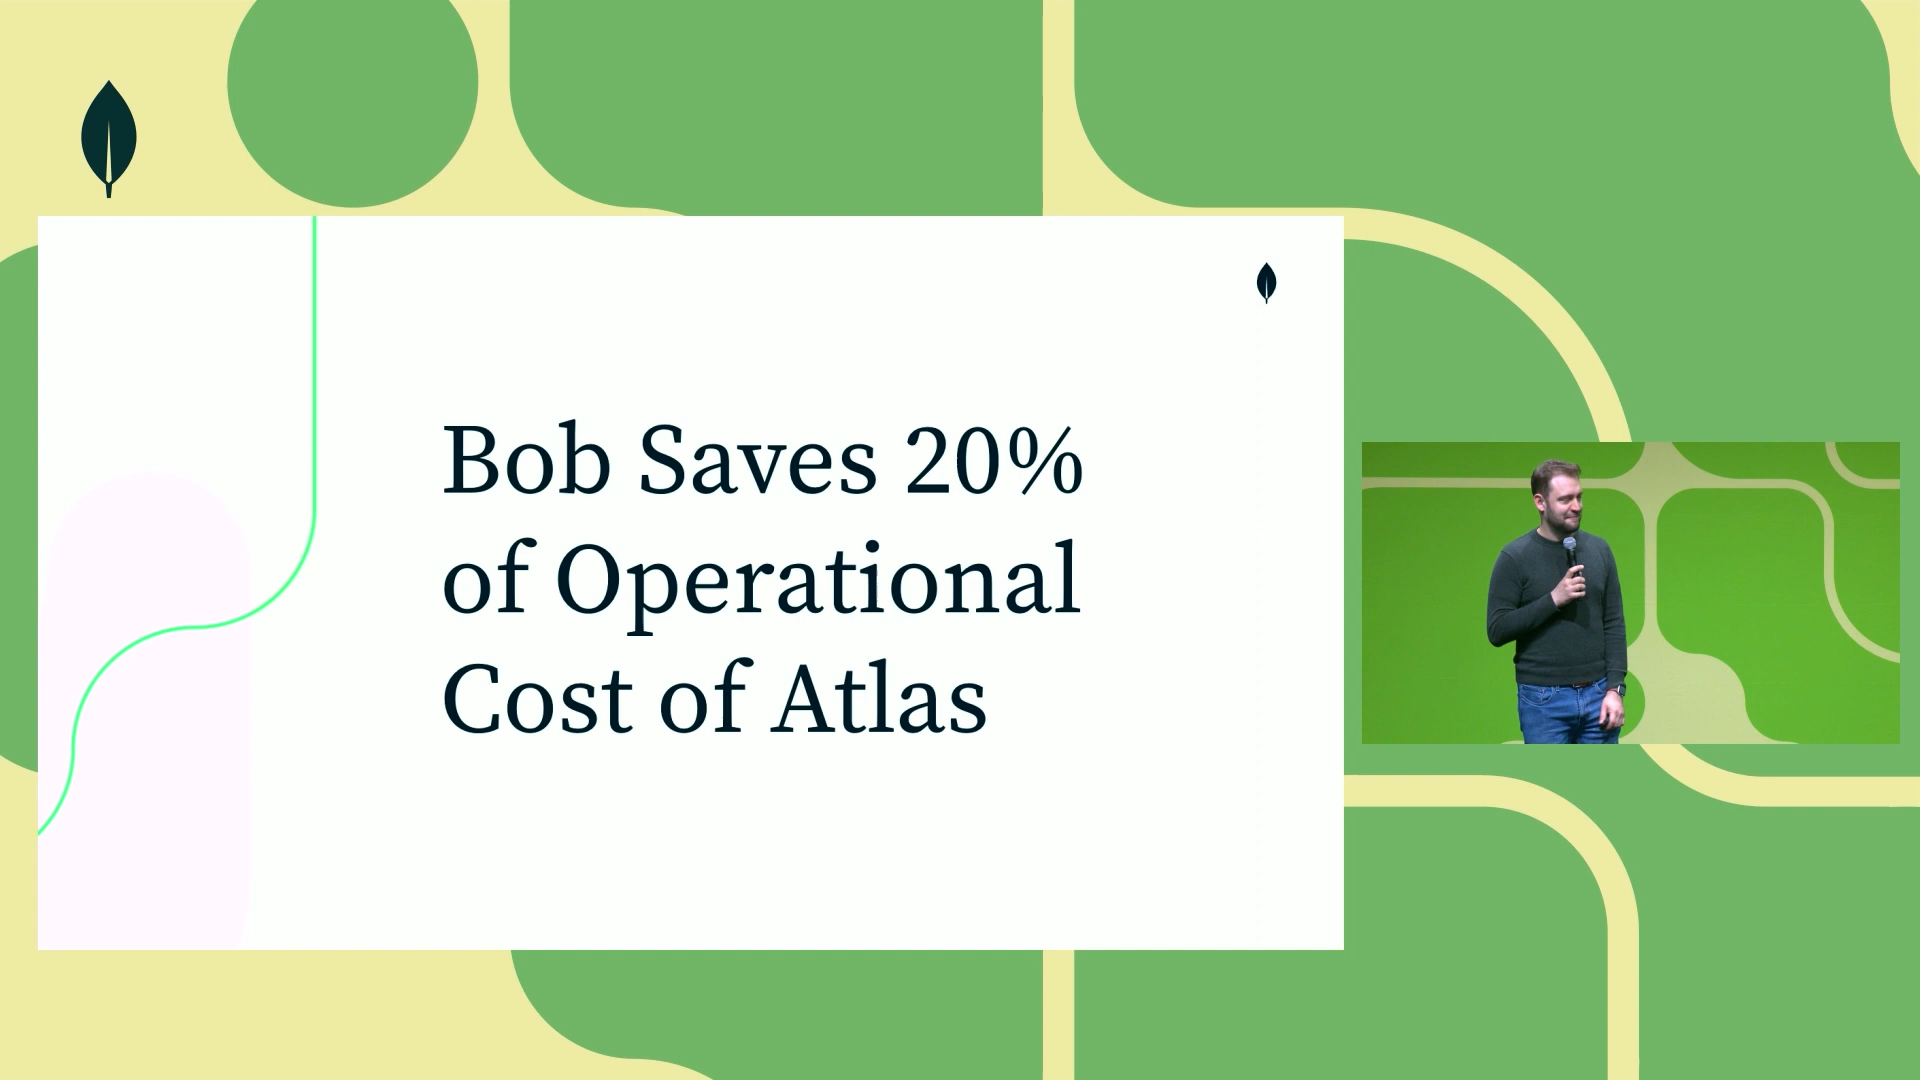 Bob Saves 20%
of Operational
Cost of Atlas